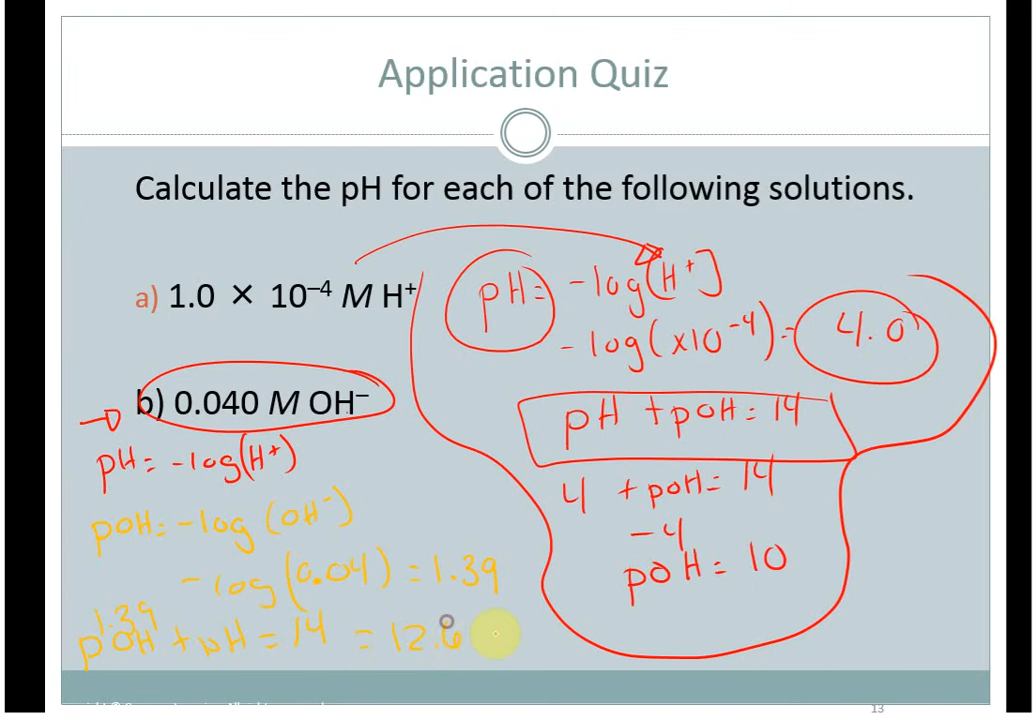 Application Quiz
Calculate the pH for each of the following solutions.
a) 1.0 × 10⁻⁴ M H⁺
pH = -log[H⁺]
-log(x10⁻⁴) = 4.0
b) 0.040 M OH⁻
pH + pOH = 14
pH = -log(H⁺)
4 + pOH = 14
-4
pOH = 10
pOH = -log(OH⁻)
-log(0.04) = 1.39
1.39
pOH + pH = 14 = 12.6
13